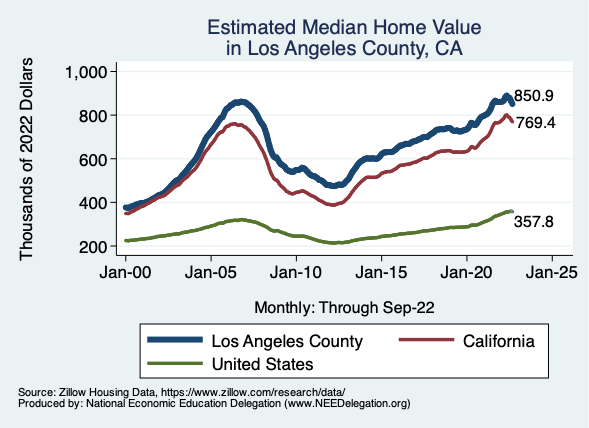 Estimated Median Home Value
in Los Angeles County, CA
Thousands of 2022 Dollars
1,000
800
600
400
200
850.9
769.4
357.8
Jan-00 Jan-05 Jan-10 Jan-15 Jan-20 Jan-25
Monthly: Through Sep-22
Los Angeles County California
United States
Source: Zillow Housing Data, https://www.zillow.com/research/data/
Produced by: National Economic Education Delegation (www.NEEDelegation.org)